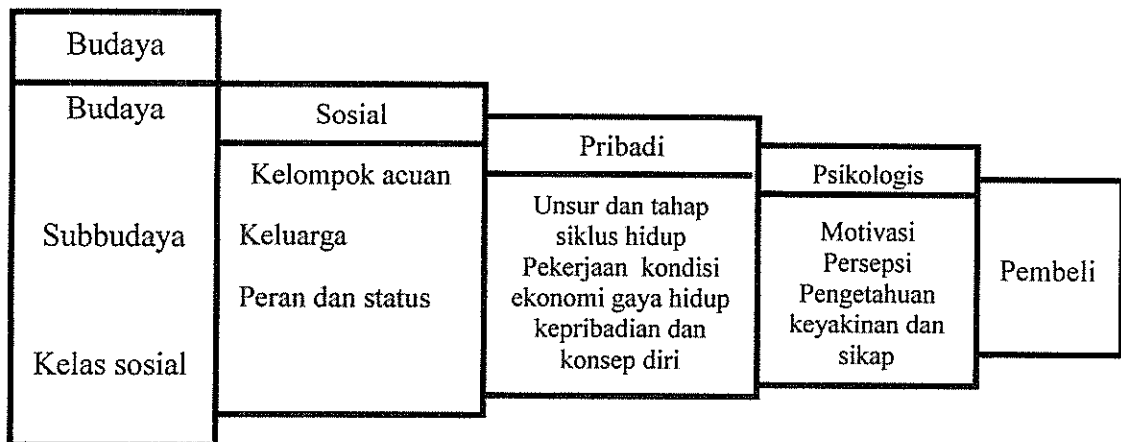 Budaya
Budaya
Subbudaya
Kelas sosial
Sosial
Kelompok acuan
Keluarga
Peran dan status
Pribadi
Unsur dan tahap
siklus hidup
Pekerjaan kondisi
ekonomi gaya hidup
kepribadian dan
konsep diri
Psikologis
Motivasi
Persepsi
Pengetahuan
keyakinan dan
sikap
Pembeli